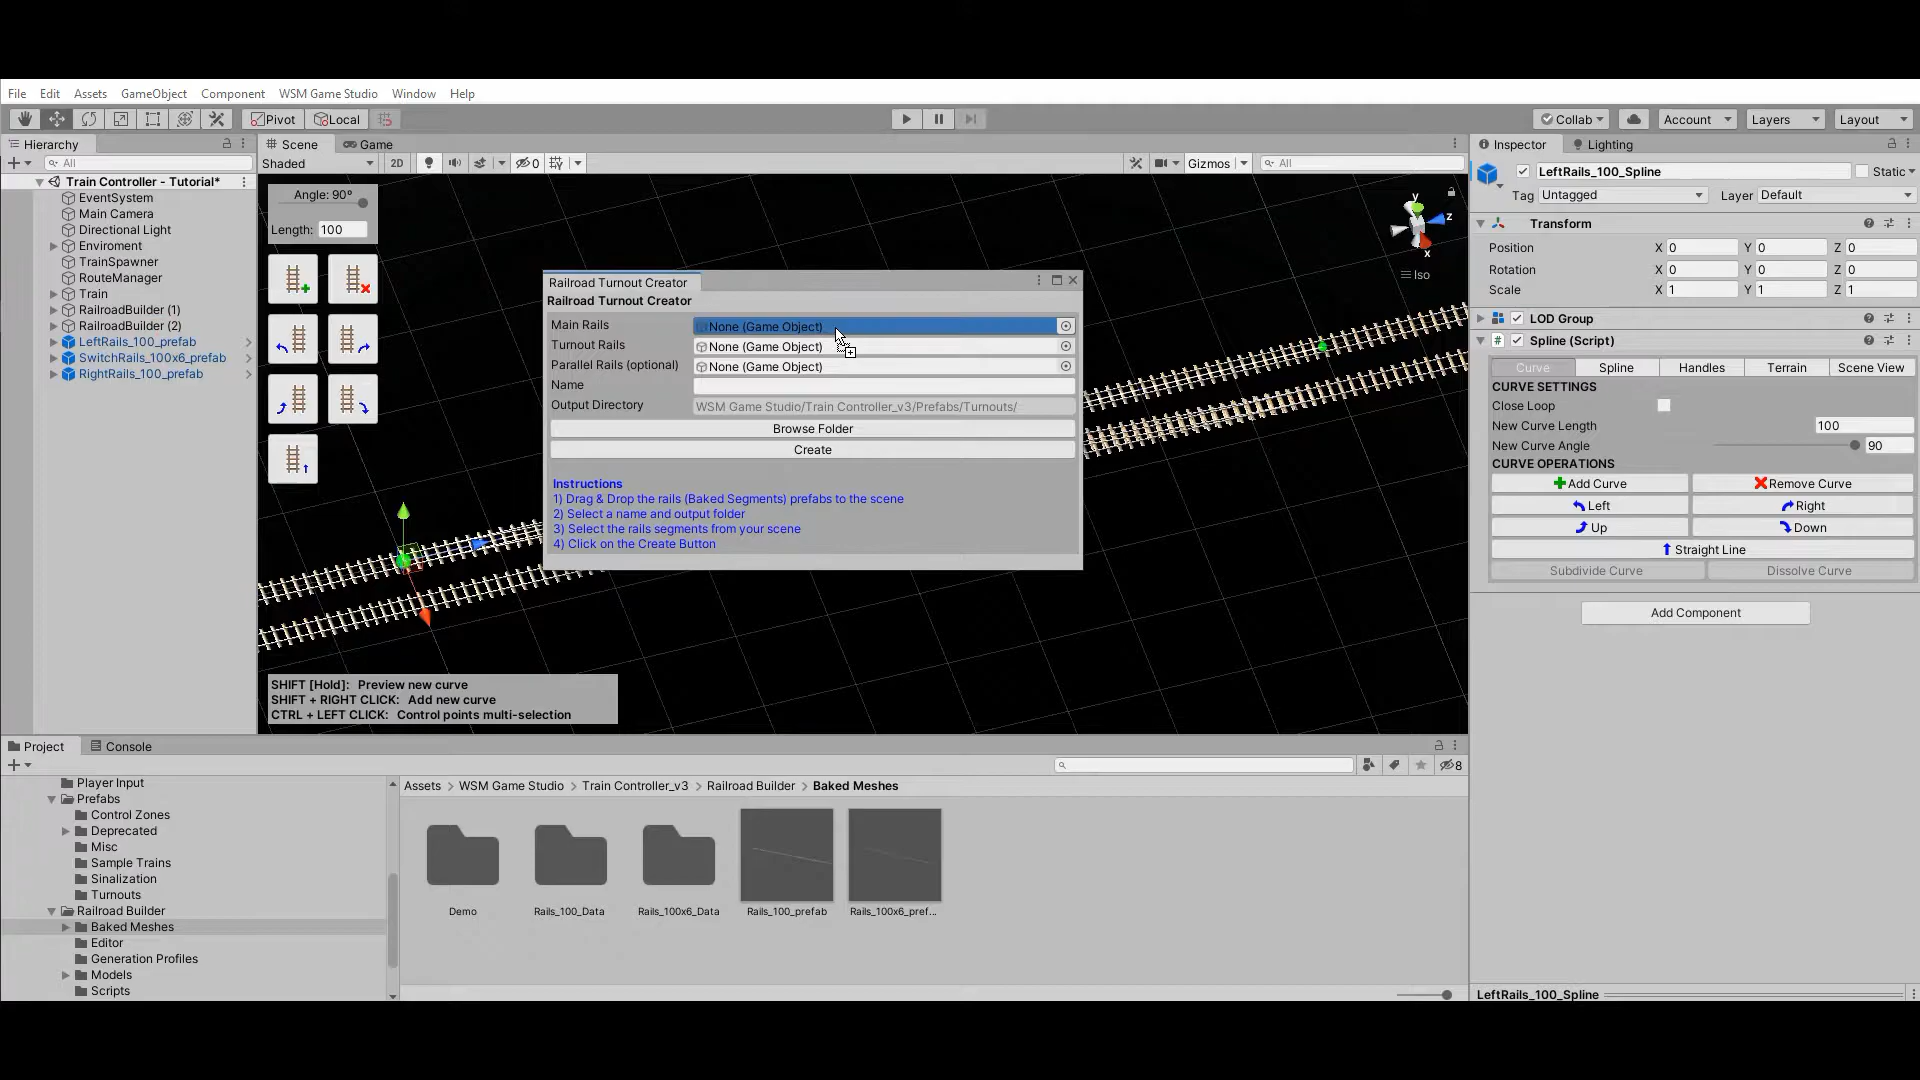 File Edit Assets GameObject Component WSM Game Studio Window Help
Pivot Local Collab Account Layers Layout
Hierarchy
All
Train Controller - Tutorial*
EventSystem
Main Camera
Directional Light
Enviroment
TrainSpawner
RouteManager
Train
RailroadBuilder (1)
RailroadBuilder (2)
LeftRails_100_prefab
SwitchRails_100x6_prefab
RightRails_100_prefab
Scene Game
Shaded 2D 0 Gizmos All
Angle: 90º
Length: 100
y
z
x
Iso
Railroad Turnout Creator
Railroad Turnout Creator
Main Rails None (Game Object)
Turnout Rails None (Game Object)
Parallel Rails (optional) None (Game Object)
Name
Output Directory WSM Game Studio/Train Controller_v3/Prefabs/Turnouts/
Browse Folder
Create
Instructions
1) Drag & Drop the rails (Baked Segments) prefabs to the scene
2) Select a name and output folder
3) Select the rails segments from your scene
4) Click on the Create Button
SHIFT [Hold]: Preview new curve
SHIFT + RIGHT CLICK: Add new curve
CTRL + LEFT CLICK: Control points multi-selection
Inspector Lighting
LeftRails_100_Spline Static
Tag Untagged Layer Default
Transform
Position X 0 Y 0 Z 0
Rotation X 0 Y 0 Z 0
Scale X 1 Y 1 Z 1
LOD Group
Spline (Script)
Curve Spline Handles Terrain Scene View
CURVE SETTINGS
Close Loop
New Curve Length 100
New Curve Angle 90
CURVE OPERATIONS
Add Curve Remove Curve
Left Right
Up Down
Straight Line
Subdivide Curve Dissolve Curve
Add Component
LeftRails_100_Spline
Project Console
8
Player Input
Prefabs
Control Zones
Deprecated
Misc
Sample Trains
Sinalization
Turnouts
Railroad Builder
Baked Meshes
Editor
Generation Profiles
Models
Scripts
Assets > WSM Game Studio > Train Controller_v3 > Railroad Builder > Baked Meshes
Demo Rails_100_Data Rails_100x6_Data Rails_100_prefab Rails_100x6_pref...